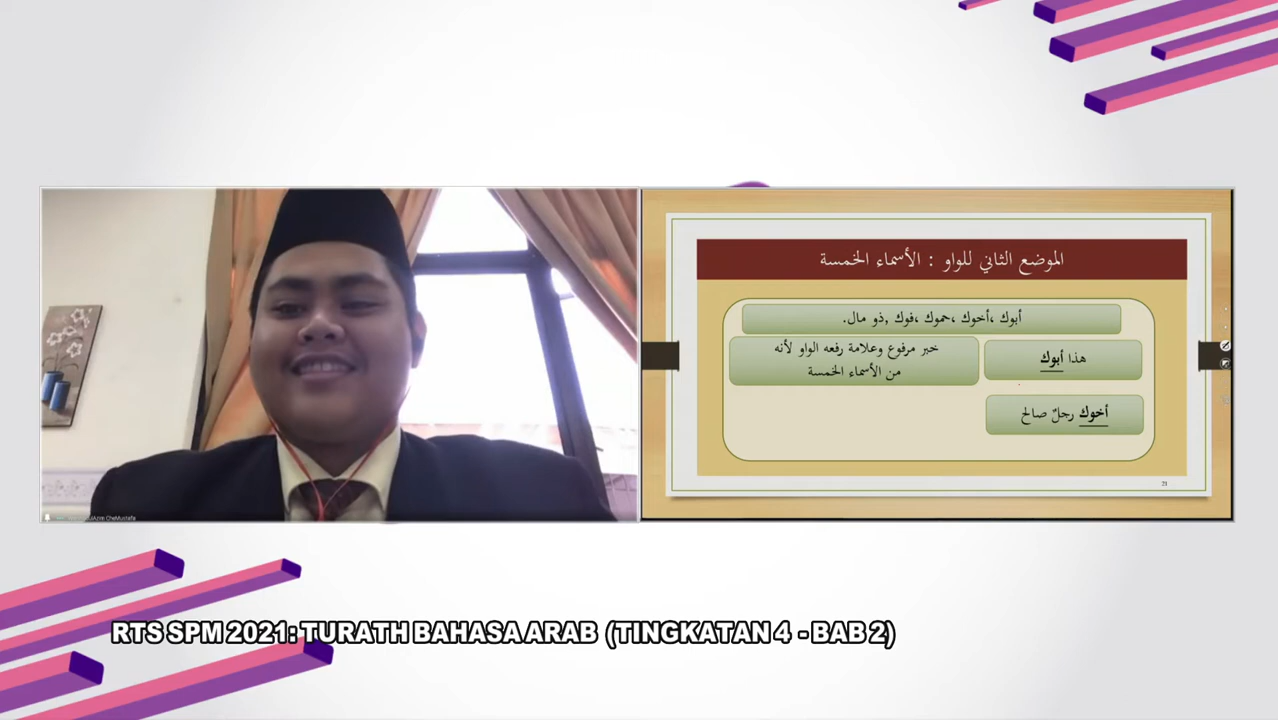 الموضع الثاني للواو : الأسماء الخمسة
أبوك ،أخوك ،حموك ،فوك ,ذو مال.
هذا أبوك
خبر مرفوع وعلامة رفعه الواو لأنه
من الأسماء الخمسة
أخوك رجلٌ صالح
21
RTS SPM 2021: TURATH BAHASA ARAB (TINGKATAN 4 - BAB 2)